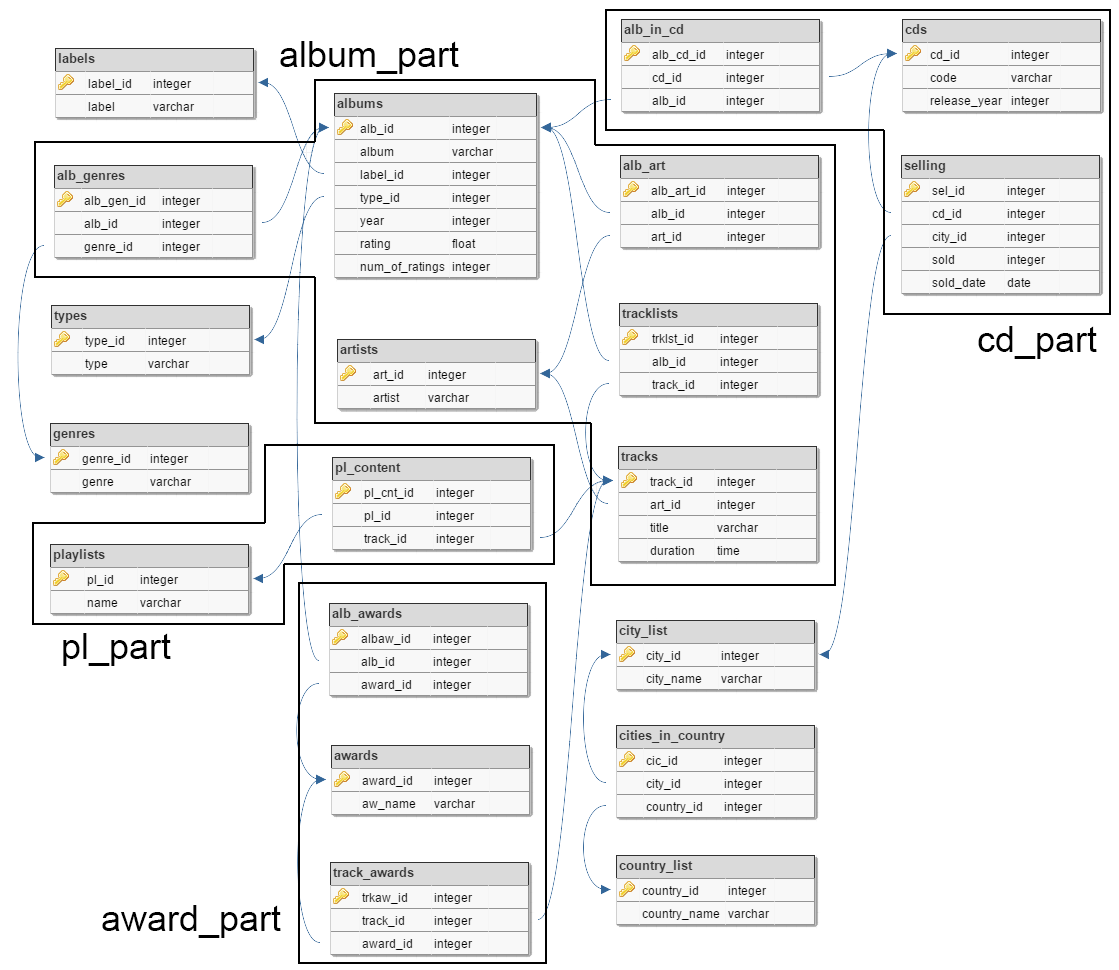 album_part
labels
label_id integer
label varchar
albums
alb_id integer
album varchar
label_id integer
type_id integer
year integer
rating float
num_of_ratings integer
alb_in_cd
alb_cd_id integer
cd_id integer
alb_id integer
cds
cd_id integer
code varchar
release_year integer
alb_genres
alb_gen_id integer
alb_id integer
genre_id integer
alb_art
alb_art_id integer
alb_id integer
art_id integer
selling
sel_id integer
cd_id integer
city_id integer
sold integer
sold_date date
cd_part
types
type_id integer
type varchar
artists
art_id integer
artist varchar
tracklists
trklst_id integer
alb_id integer
track_id integer
genres
genre_id integer
genre varchar
pl_content
pl_cnt_id integer
pl_id integer
track_id integer
tracks
track_id integer
art_id integer
title varchar
duration time
playlists
pl_id integer
name varchar
pl_part
alb_awards
albaw_id integer
alb_id integer
award_id integer
city_list
city_id integer
city_name varchar
awards
award_id integer
aw_name varchar
cities_in_country
cic_id integer
city_id integer
country_id integer
track_awards
trkaw_id integer
track_id integer
award_id integer
award_part
country_list
country_id integer
country_name varchar